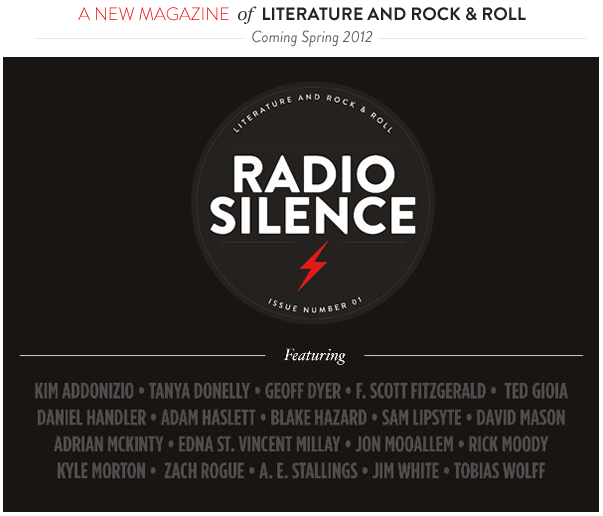 A NEW MAGAZINE of LITERATURE AND ROCK & ROLL
Coming Spring 2012
LITERATURE AND ROCK & ROLL
RADIO
SILENCE
ISSUE NUMBER 01
Featuring
KIM ADDONIZIO • TANYA DONELLY • GEOFF DYER • F. SCOTT FITZGERALD • TED GIOIA
DANIEL HANDLER • ADAM HASLETT • BLAKE HAZARD • SAM LIPSYTE • DAVID MASON
ADRIAN MCKINTY • EDNA ST. VINCENT MILLAY • JON MOOALLEM • RICK MOODY
KYLE MORTON • ZACH ROGUE • A. E. STALLINGS • JIM WHITE • TOBIAS WOLFF